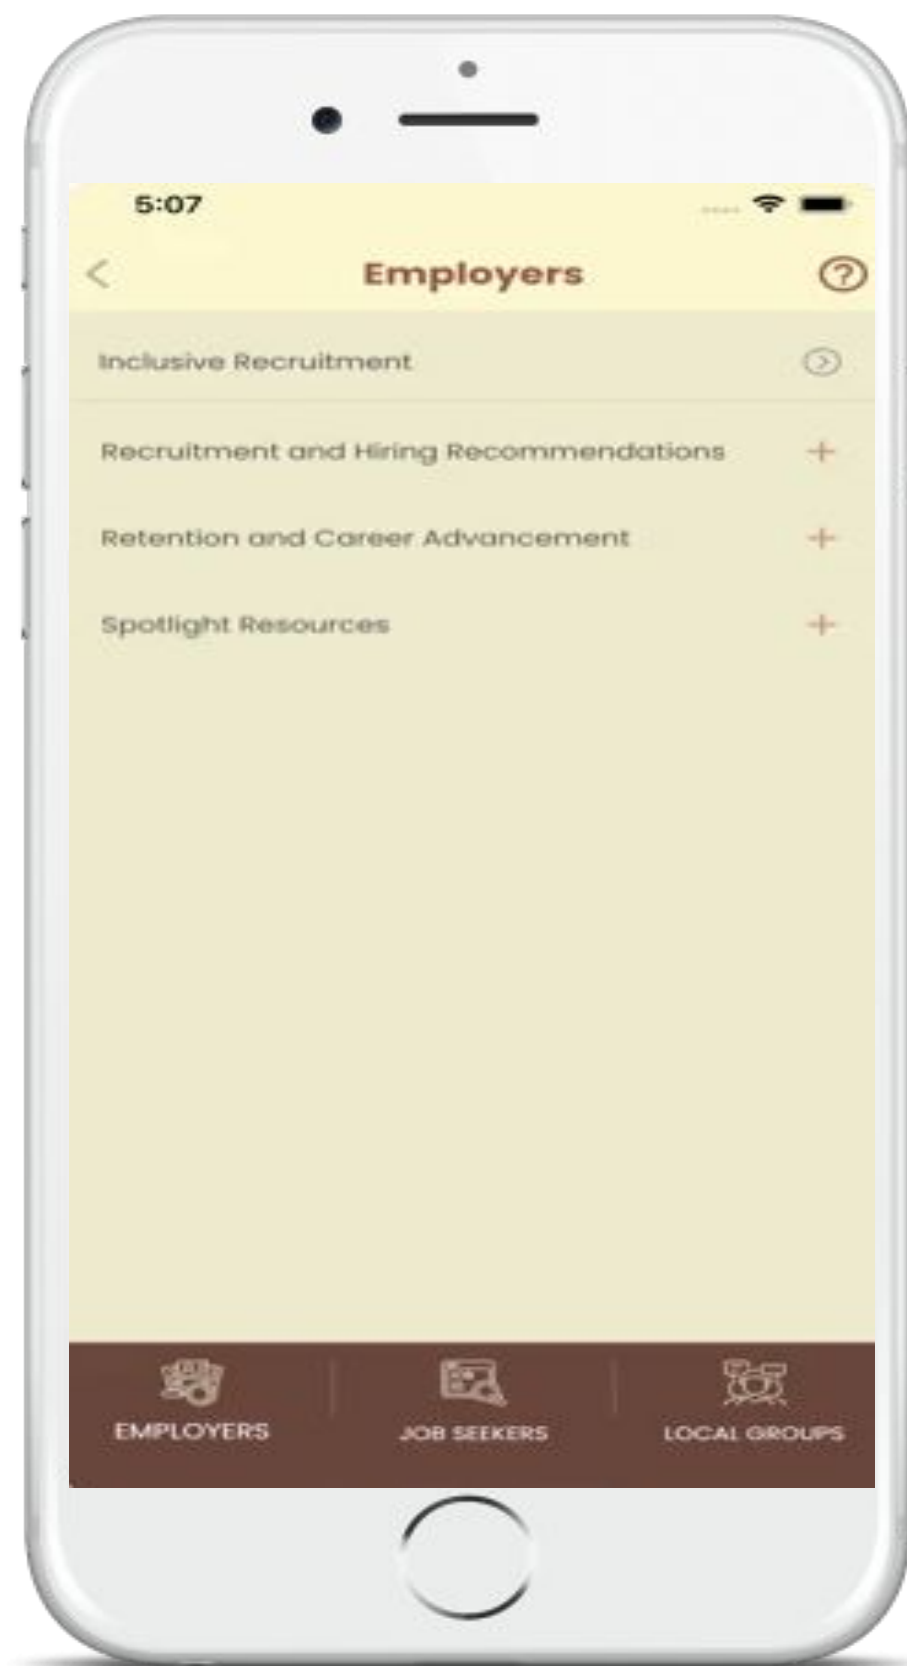 5:07
Employers
Inclusive Recruitment
Recruitment and Hiring Recommendations
Retention and Career Advancement
Spotlight Resources
EMPLOYERS
JOB SEEKERS
LOCAL GROUPS